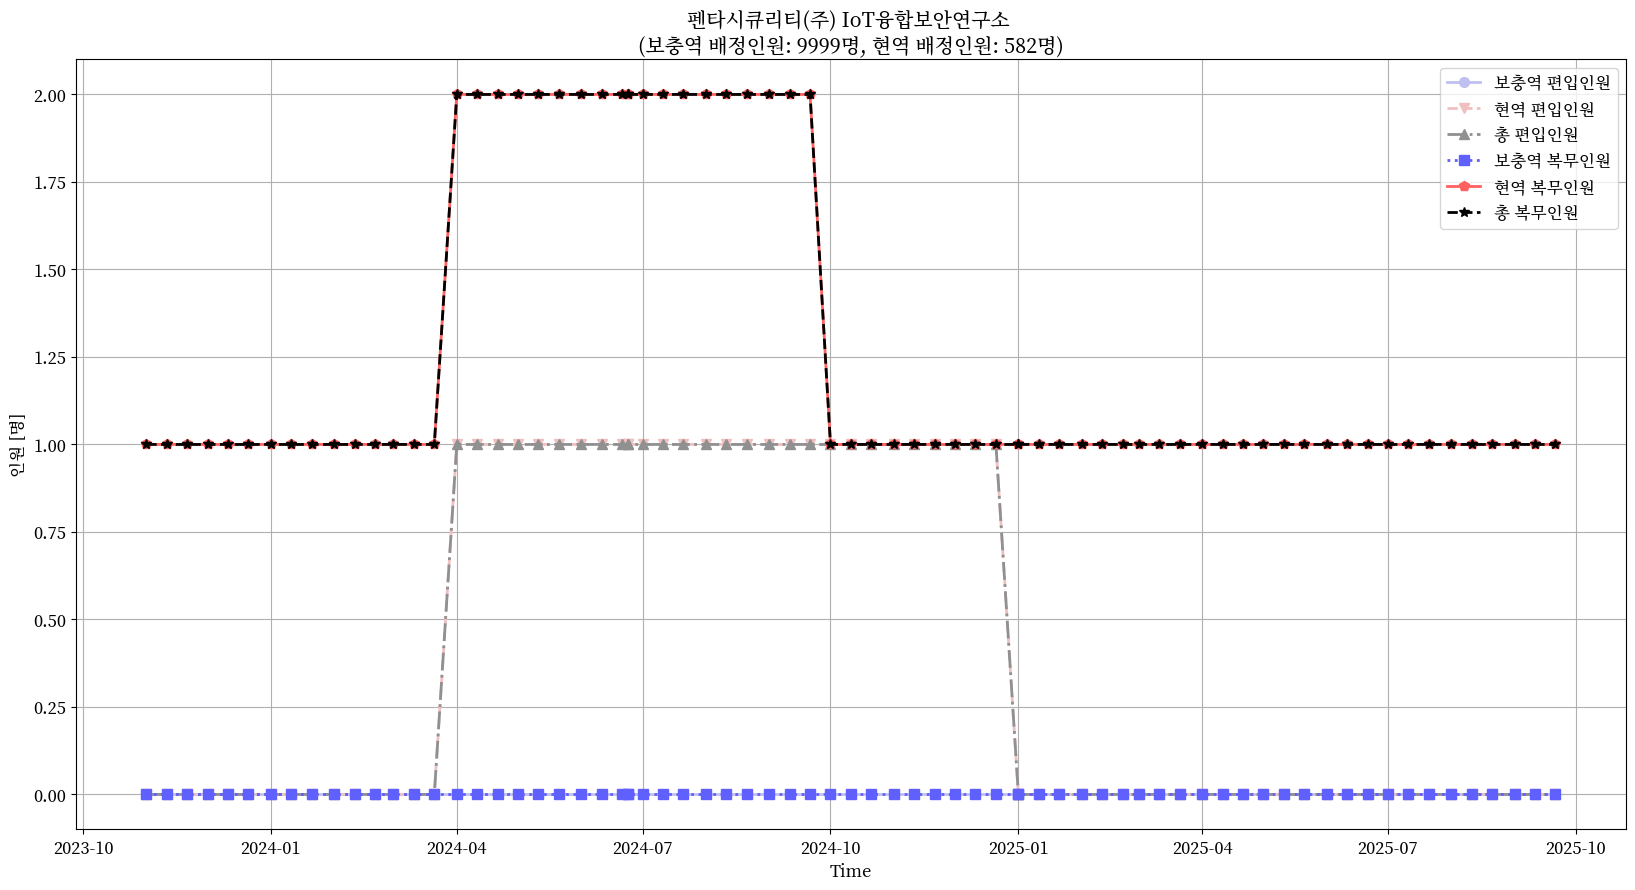 펜타시큐리티(주) IoT융합보안연구소
(보충역 배정인원: 9999명, 현역 배정인원: 582명)
보충역 편입인원
현역 편입인원
총 편입인원
보충역 복무인원
현역 복무인원
총 복무인원
인원 [명]
2.00
1.75
1.50
1.25
1.00
0.75
0.50
0.25
0.00
2023-10
2024-01
2024-04
2024-07
2024-10
2025-01
2025-04
2025-07
2025-10
Time